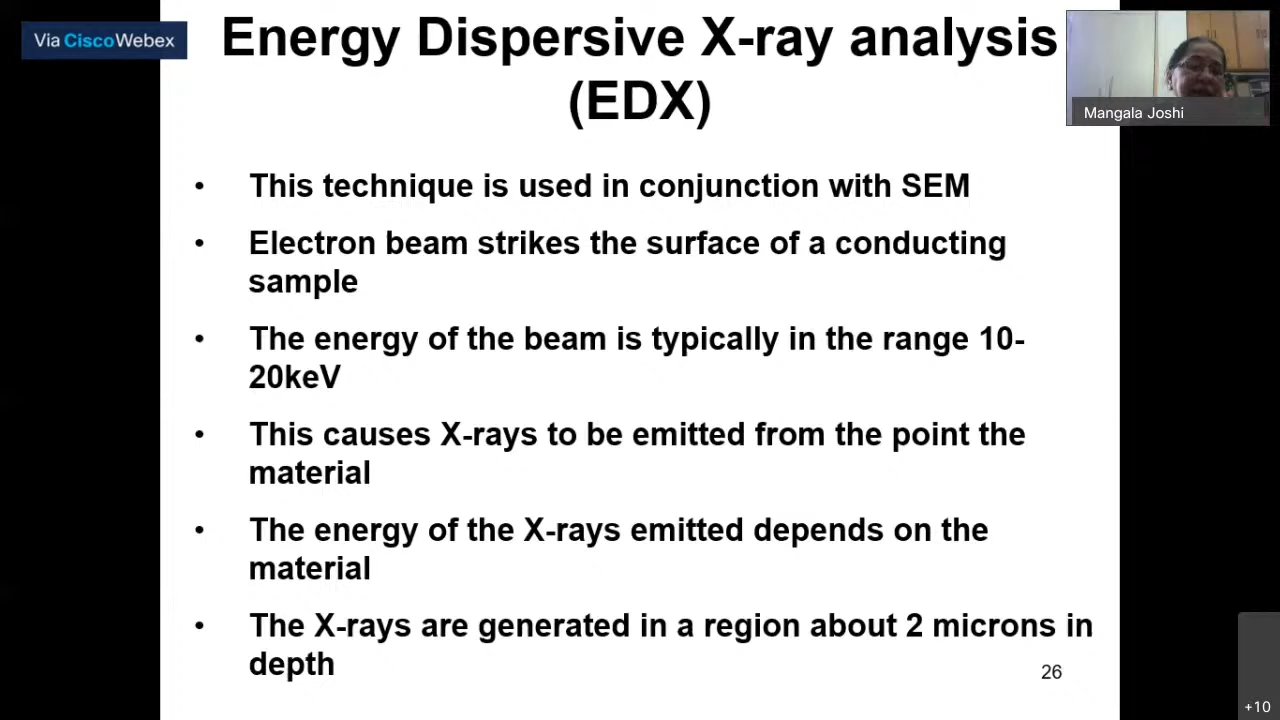 Via CiscoWebex
Energy Dispersive X-ray analysis
(EDX)
Mangala Joshi
• This technique is used in conjunction with SEM
• Electron beam strikes the surface of a conducting
sample
• The energy of the beam is typically in the range 10-
20keV
• This causes X-rays to be emitted from the point the
material
• The energy of the X-rays emitted depends on the
material
• The X-rays are generated in a region about 2 microns in
depth
26
+10